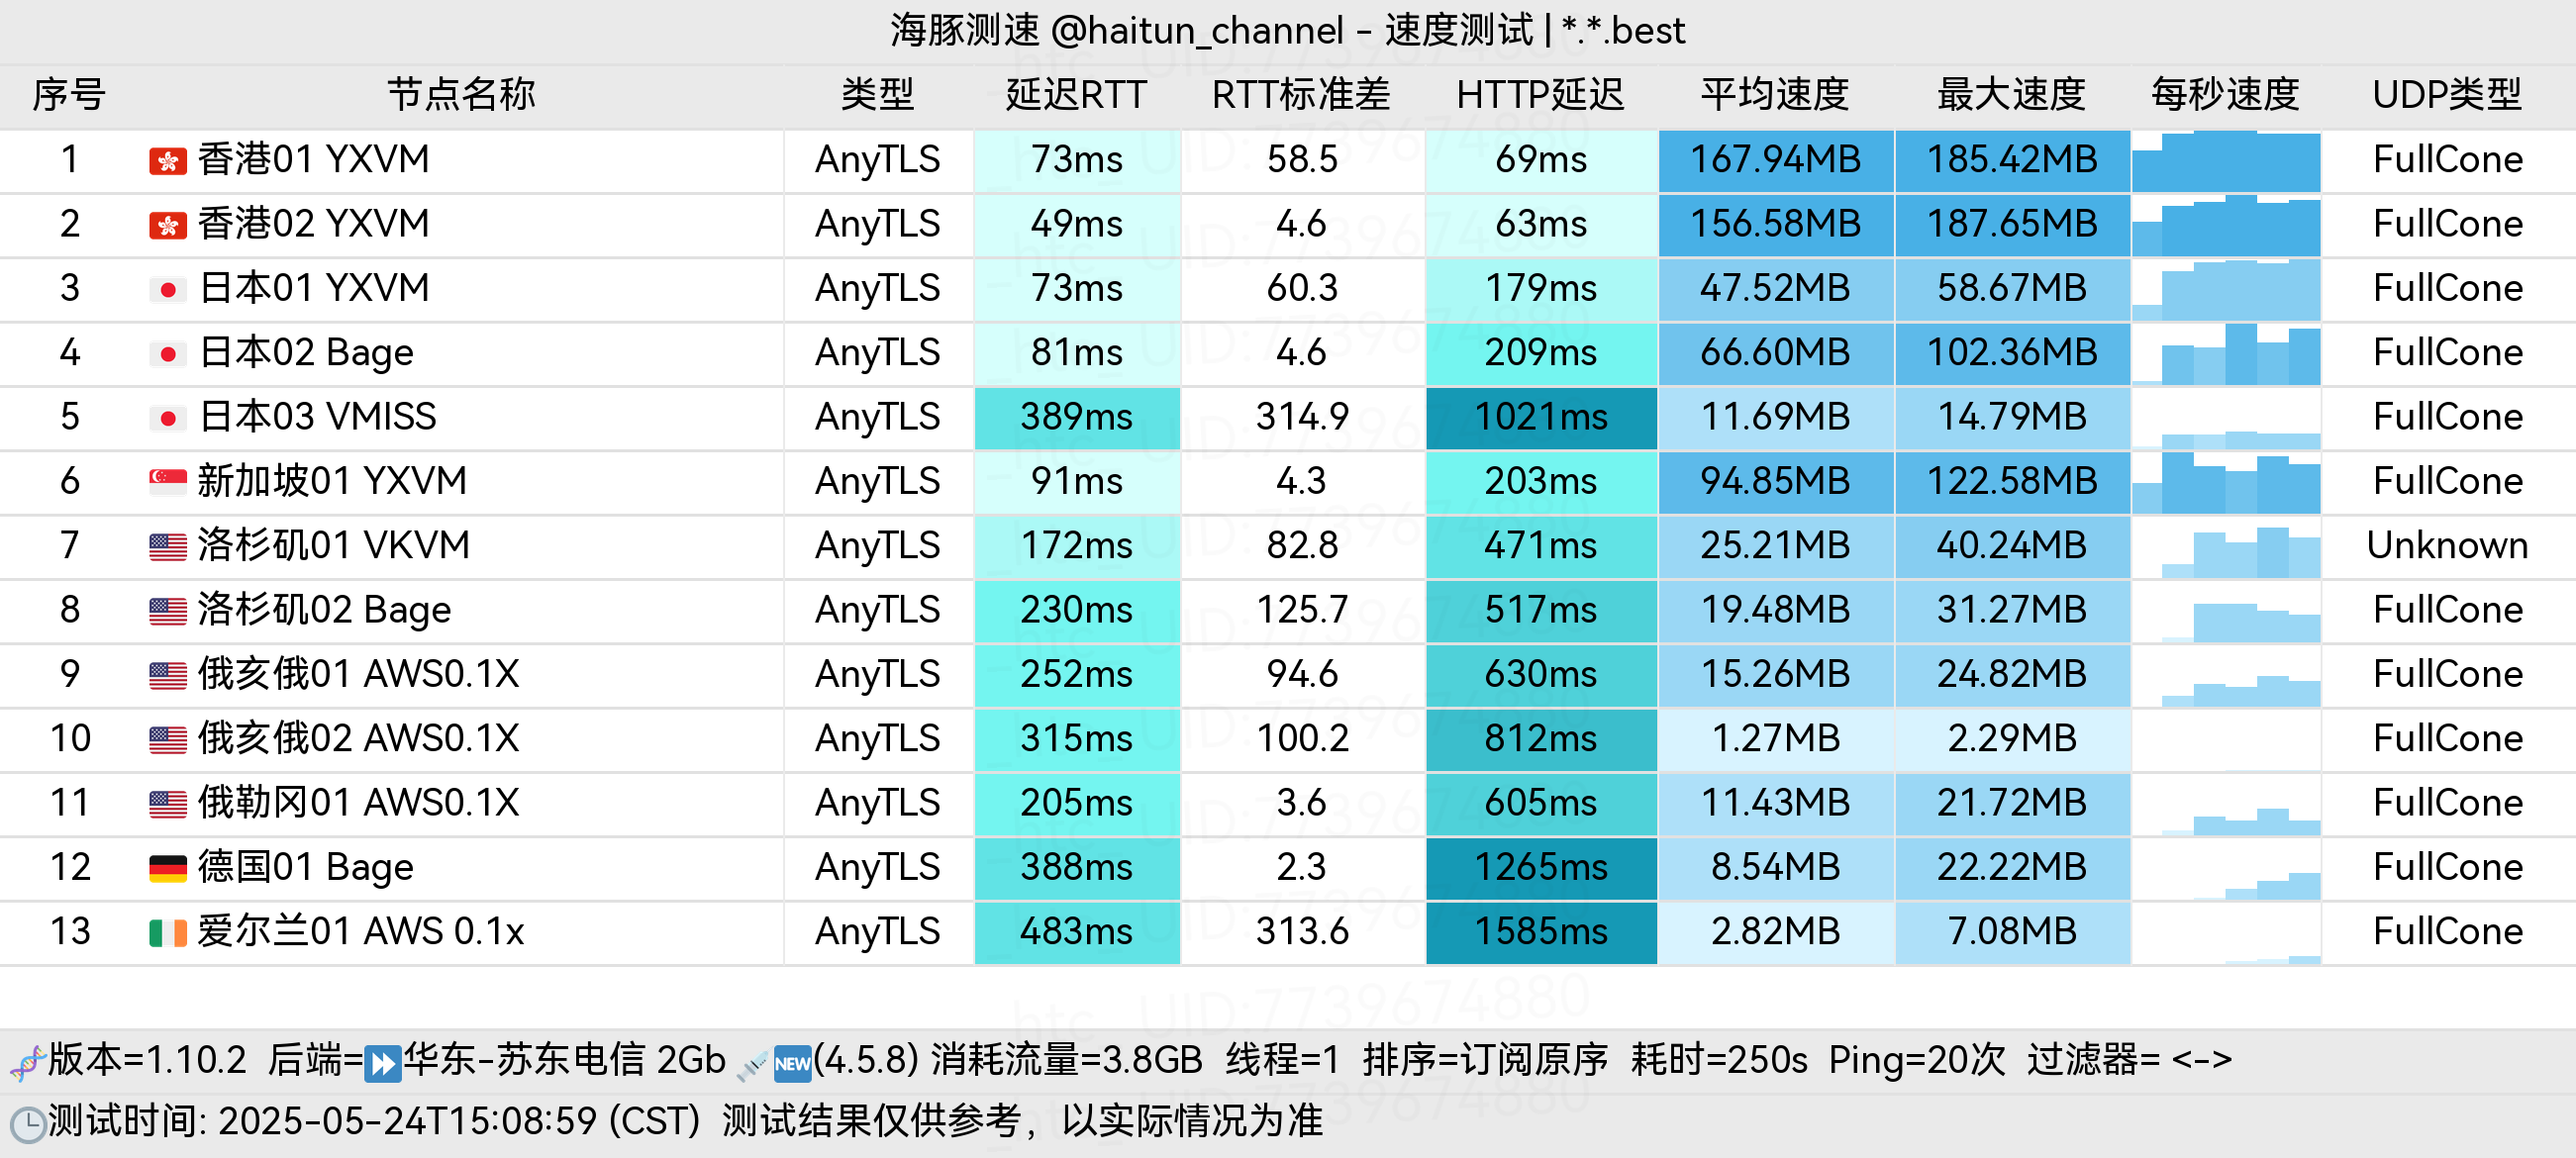 海豚测速 @haitun_channel - 速度测试 | *.*.best
序号 节点名称 类型 延迟RTT RTT标准差 HTTP延迟 平均速度 最大速度 每秒速度 UDP类型
1 香港01 YXVM AnyTLS 73ms 58.5 69ms 167.94MB 185.42MB FullCone
2 香港02 YXVM AnyTLS 49ms 4.6 63ms 156.58MB 187.65MB FullCone
3 日本01 YXVM AnyTLS 73ms 60.3 179ms 47.52MB 58.67MB FullCone
4 日本02 Bage AnyTLS 81ms 4.6 209ms 66.60MB 102.36MB FullCone
5 日本03 VMISS AnyTLS 389ms 314.9 1021ms 11.69MB 14.79MB FullCone
6 新加坡01 YXVM AnyTLS 91ms 4.3 203ms 94.85MB 122.58MB FullCone
7 洛杉矶01 VKVM AnyTLS 172ms 82.8 471ms 25.21MB 40.24MB Unknown
8 洛杉矶02 Bage AnyTLS 230ms 125.7 517ms 19.48MB 31.27MB FullCone
9 俄亥俄01 AWS0.1X AnyTLS 252ms 94.6 630ms 15.26MB 24.82MB FullCone
10 俄亥俄02 AWS0.1X AnyTLS 315ms 100.2 812ms 1.27MB 2.29MB FullCone
11 俄勒冈01 AWS0.1X AnyTLS 205ms 3.6 605ms 11.43MB 21.72MB FullCone
12 德国01 Bage AnyTLS 388ms 2.3 1265ms 8.54MB 22.22MB FullCone
13 爱尔兰01 AWS 0.1x AnyTLS 483ms 313.6 1585ms 2.82MB 7.08MB FullCone
版本=1.10.2 后端=⏩华东-苏东电信 2Gb NEW(4.5.8) 消耗流量=3.8GB 线程=1 排序=订阅原序 耗时=250s Ping=20次 过滤器= <->
测试时间: 2025-05-24T15:08:59 (CST) 测试结果仅供参考，以实际情况为准